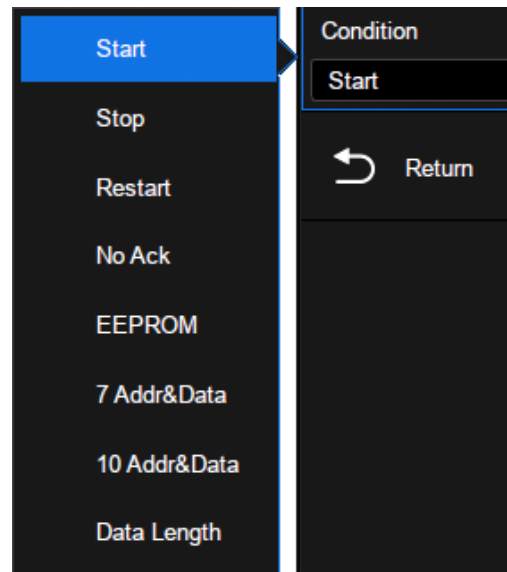 Start
Stop
Restart
No Ack
EEPROM
7 Addr&Data
10 Addr&Data
Data Length
Condition
Start
Return